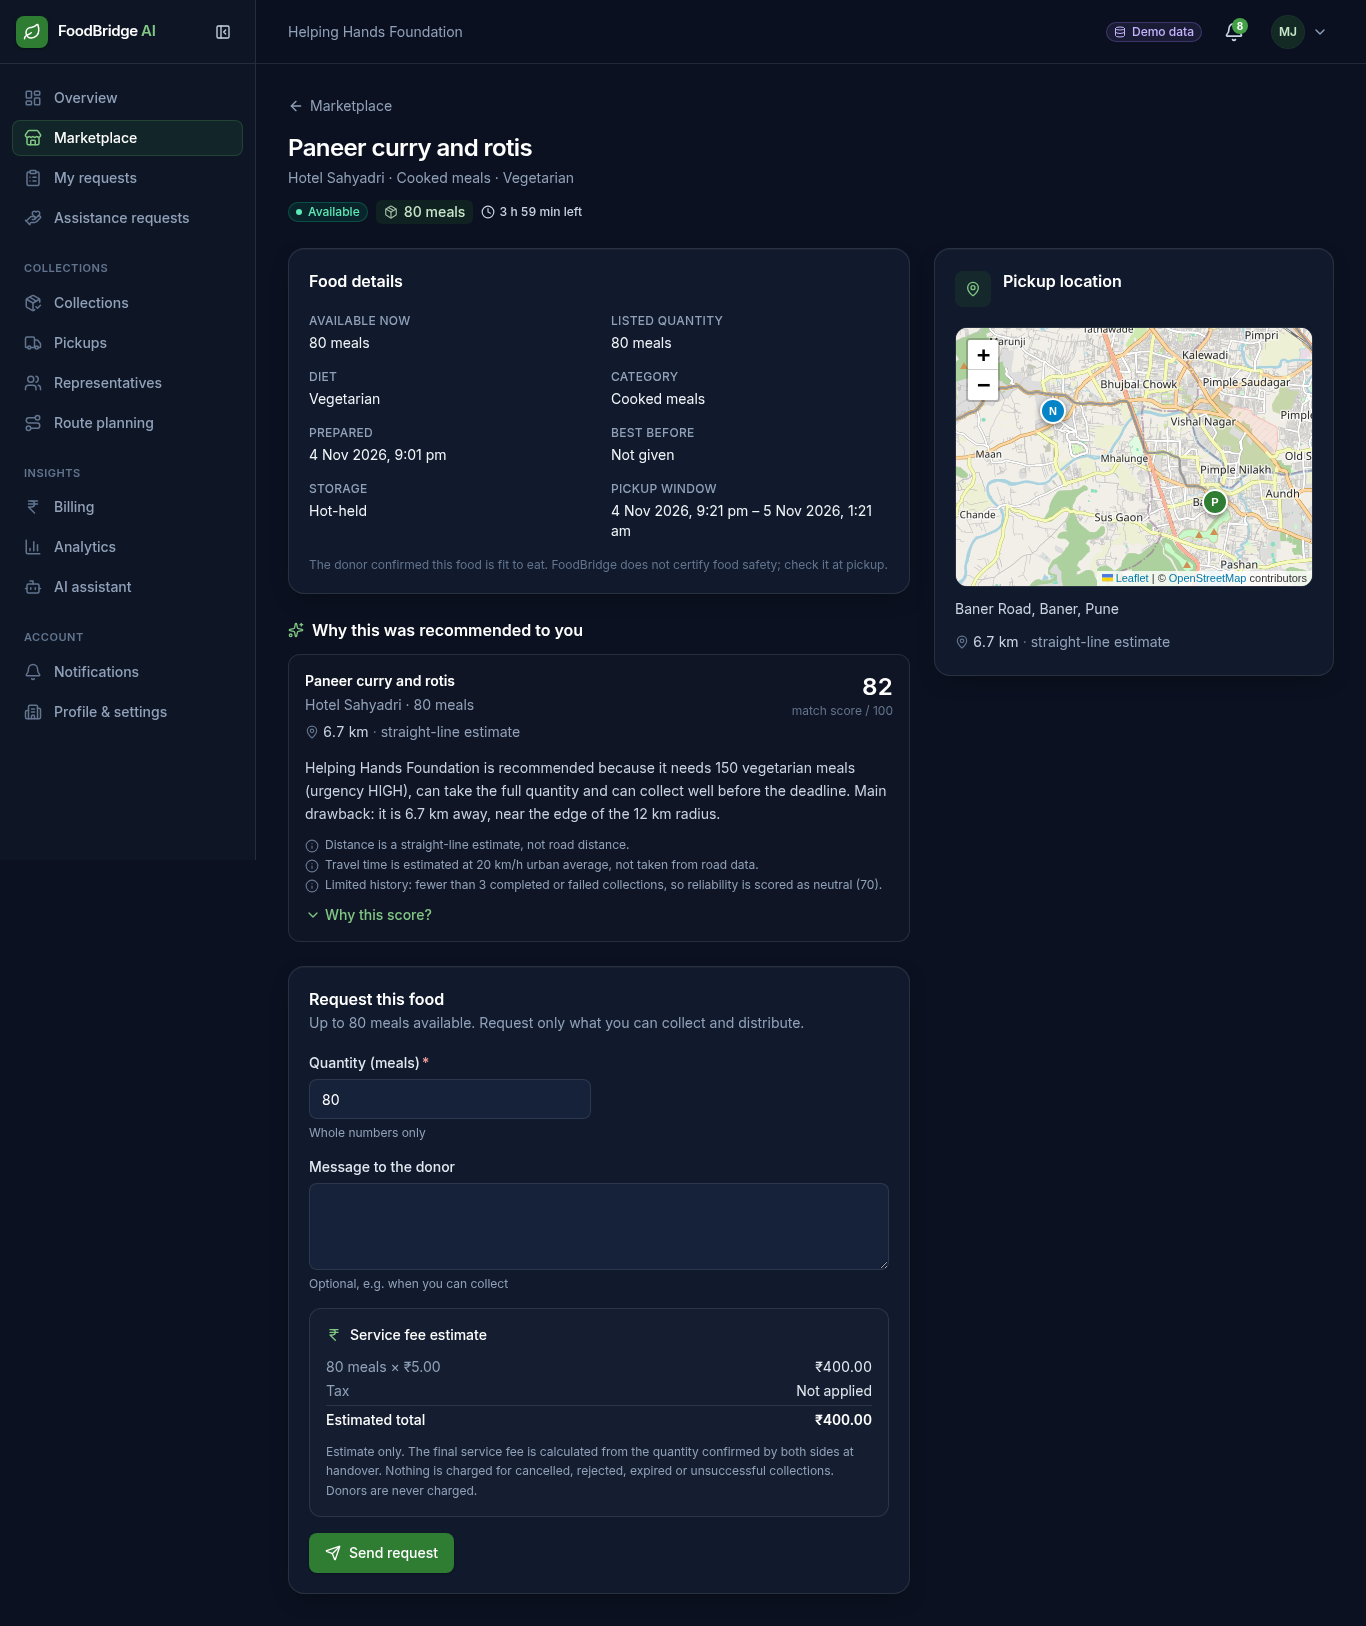 FoodBridge AI
Helping Hands Foundation
Demo data
8
MJ
Overview
Marketplace
My requests
Assistance requests
COLLECTIONS
Collections
Pickups
Representatives
Route planning
INSIGHTS
Billing
Analytics
AI assistant
ACCOUNT
Notifications
Profile & settings
Marketplace
Paneer curry and rotis
Hotel Sahyadri · Cooked meals · Vegetarian
Available
80 meals
3 h 59 min left
Food details
AVAILABLE NOW
80 meals
LISTED QUANTITY
80 meals
DIET
Vegetarian
CATEGORY
Cooked meals
PREPARED
4 Nov 2026, 9:01 pm
BEST BEFORE
Not given
STORAGE
Hot-held
PICKUP WINDOW
4 Nov 2026, 9:21 pm – 5 Nov 2026, 1:21
am
The donor confirmed this food is fit to eat. FoodBridge does not certify food safety; check it at pickup.
Pickup location
+
−
Marunji
Pimpri
Kalewadi
Bhujbal Chowk
Pimple Saudagar
N
Vishal Nagar
Maan
Mhalunge
Old S
Pimple Nilakh
Aundh
P
Chande
Sus Gaon
Pashan
Leaflet | © OpenStreetMap contributors
Baner Road, Baner, Pune
6.7 km · straight-line estimate
Why this was recommended to you
Paneer curry and rotis
82
Hotel Sahyadri · 80 meals
match score / 100
6.7 km · straight-line estimate
Helping Hands Foundation is recommended because it needs 150 vegetarian meals
(urgency HIGH), can take the full quantity and can collect well before the deadline. Main
drawback: it is 6.7 km away, near the edge of the 12 km radius.
Distance is a straight-line estimate, not road distance.
Travel time is estimated at 20 km/h urban average, not taken from road data.
Limited history: fewer than 3 completed or failed collections, so reliability is scored as neutral (70).
Why this score?
Request this food
Up to 80 meals available. Request only what you can collect and distribute.
Quantity (meals)*
80
Whole numbers only
Message to the donor
Optional, e.g. when you can collect
₹ Service fee estimate
80 meals × ₹5.00 ₹400.00
Tax Not applied
Estimated total ₹400.00
Estimate only. The final service fee is calculated from the quantity confirmed by both sides at
handover. Nothing is charged for cancelled, rejected, expired or unsuccessful collections.
Donors are never charged.
Send request